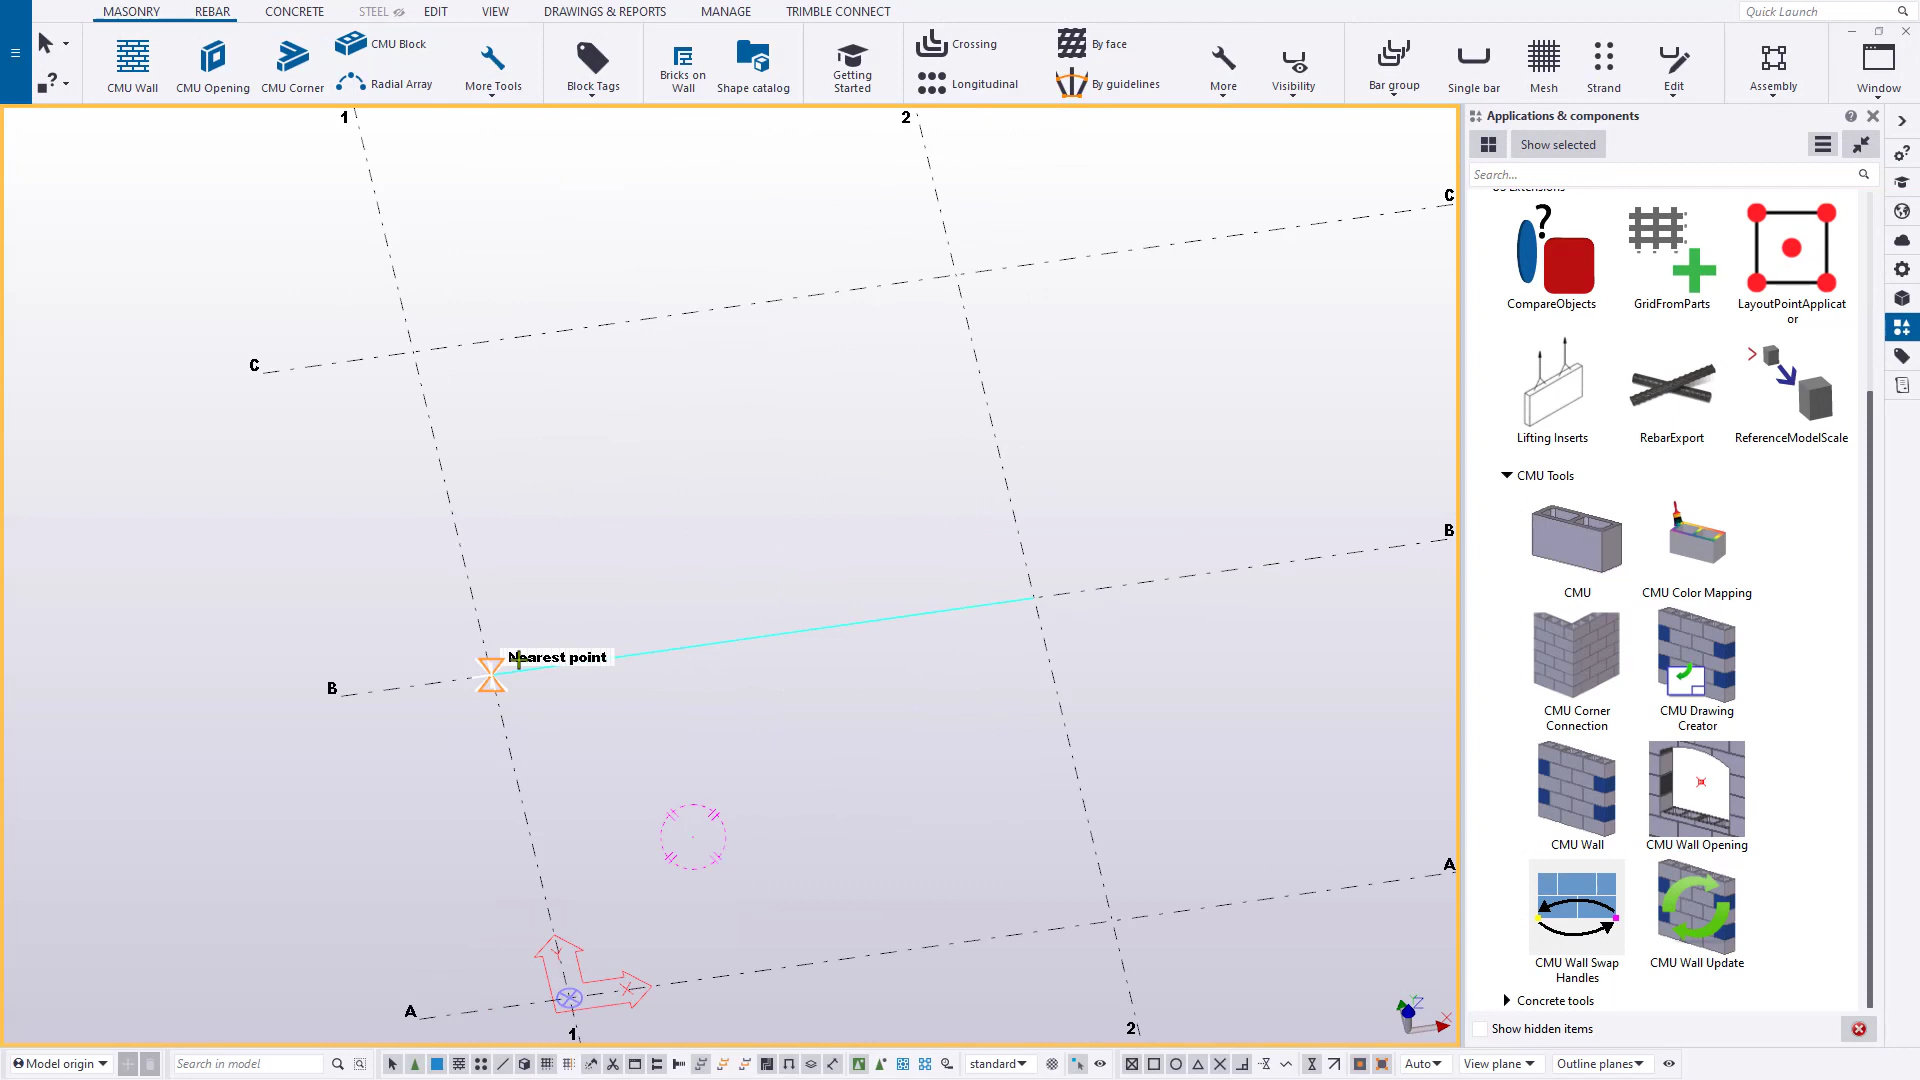 MASONRY
REBAR
CONCRETE
STEEL
EDIT
VIEW
DRAWINGS & REPORTS
MANAGE
TRIMBLE CONNECT
Quick Launch
CMU Wall
CMU Opening
CMU Corner
CMU Block
Radial Array
More Tools
Block Tags
Bricks on
Wall
Shape catalog
Getting
Started
Crossing
Longitudinal
By face
By guidelines
More
Visibility
Bar group
Single bar
Mesh
Strand
Edit
Assembly
Window
1
2
C
C
B
B
A
A
1
2
Nearest point
Y
X
Z
X
Applications & components
Show selected
Search...
US Extensions
CompareObjects
GridFromParts
LayoutPointApplicat
or
Lifting Inserts
RebarExport
ReferenceModelScale
CMU Tools
CMU
CMU Color Mapping
CMU Corner
Connection
CMU Drawing
Creator
CMU Wall
CMU Wall Opening
CMU Wall Swap
Handles
CMU Wall Update
Concrete tools
Show hidden items
Model origin
Search in model
standard
Auto
View plane
Outline planes